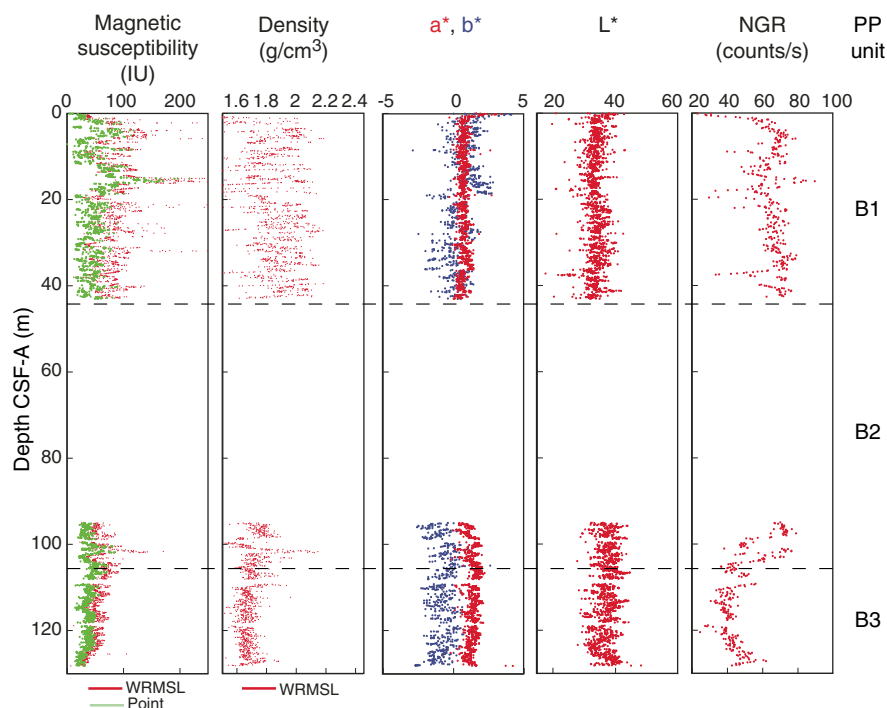 Magnetic susceptibility (IU)
Density (g/cm³)
a*, b*
L*
NGR (counts/s)
PP unit
0 100 200
1.6 1.8 2 2.2 2.4
-5 0 5
20 40 60
20 40 60 80 100
Depth CSF-A (m)
0
20
40
60
80
100
120
B1
B2
B3
WRMSL
Point
WRMSL